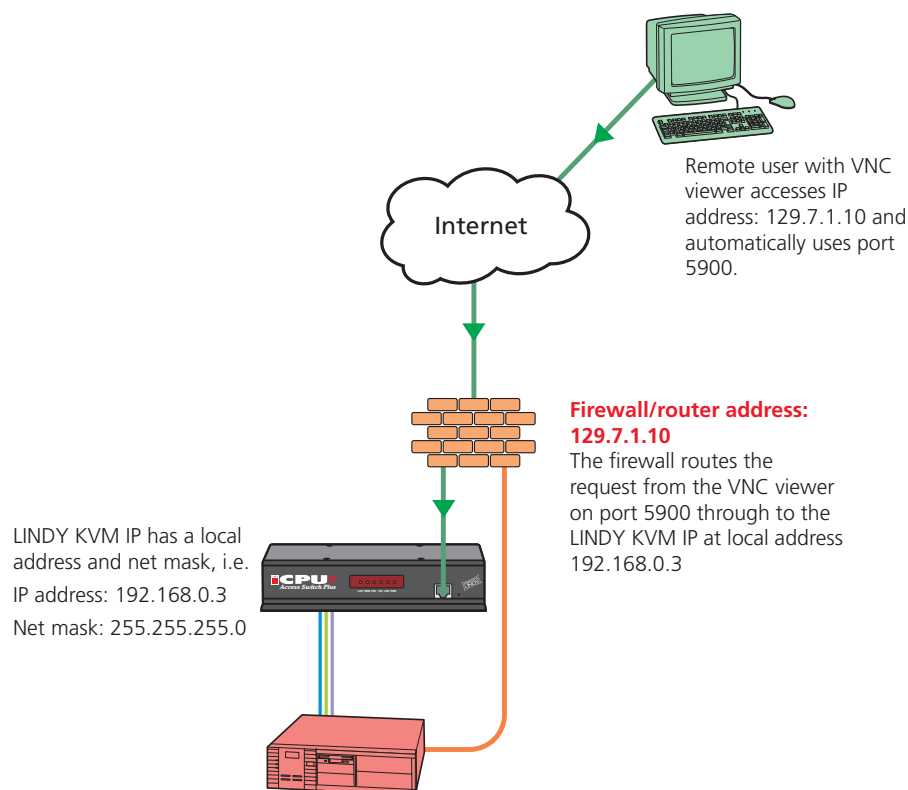 Remote user with VNC
viewer accesses IP
address: 129.7.1.10 and
automatically uses port
5900.
Internet
Firewall/router address:
129.7.1.10
The firewall routes the
request from the VNC viewer
on port 5900 through to the
LINDY KVM IP at local address
192.168.0.3
LINDY KVM IP has a local
address and net mask, i.e.
IP address: 192.168.0.3
Net mask: 255.255.255.0
CPU
Access Switch Plus
LINDY